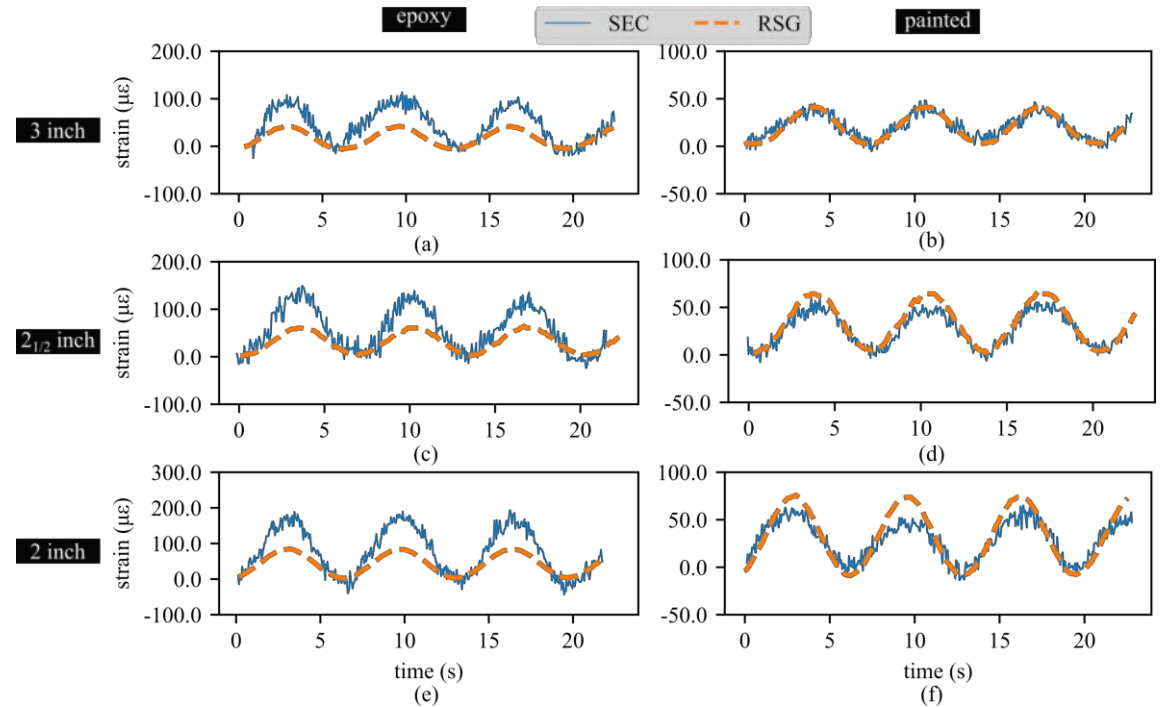 epoxy
SEC RSG
painted
3 inch
strain (με)
200.0
100.0
0.0
-100.0
0 5 10 15 20
(a)
100.0
50.0
0.0
-50.0
0 5 10 15 20
(b)
2 1/2 inch
strain (με)
200.0
100.0
0.0
-100.0
0 5 10 15 20
(c)
100.0
50.0
0.0
-50.0
0 5 10 15 20
(d)
2 inch
strain (με)
300.0
200.0
100.0
0.0
-100.0
0 5 10 15 20
time (s)
(e)
100.0
50.0
0.0
-50.0
0 5 10 15 20
time (s)
(f)